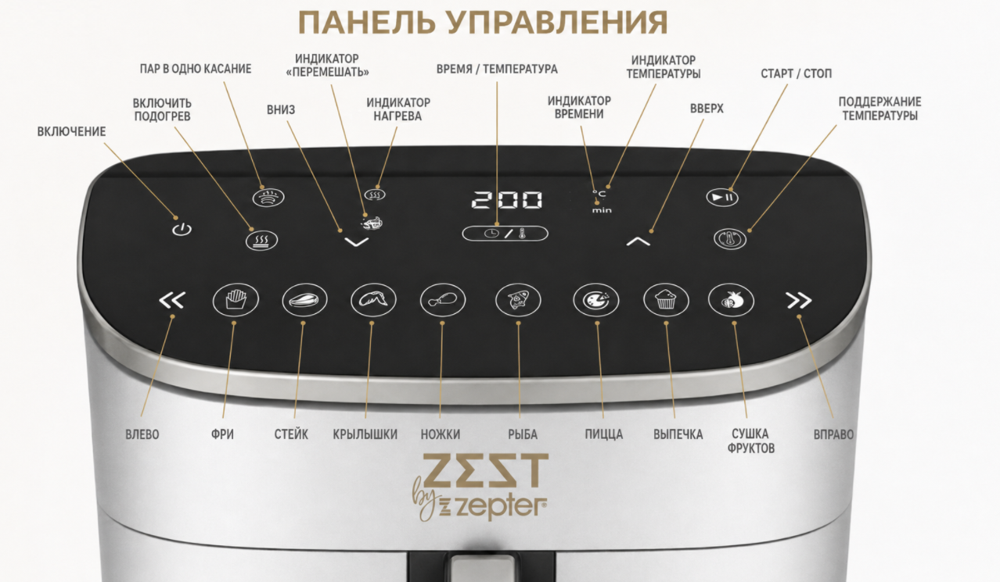 ПАНЕЛЬ УПРАВЛЕНИЯ
ПАР В ОДНО КАСАНИЕ
ИНДИКАТОР
«ПЕРЕМЕШАТЬ»
ВРЕМЯ / ТЕМПЕРАТУРА
ИНДИКАТОР
ТЕМПЕРАТУРЫ
СТАРТ / СТОП
ВКЛЮЧИТЬ
ПОДОГРЕВ
ВНИЗ
ИНДИКАТОР
НАГРЕВА
ИНДИКАТОР
ВРЕМЕНИ
ВВЕРХ
ПОДДЕРЖАНИЕ
ТЕМПЕРАТУРЫ
ВКЛЮЧЕНИЕ
200
°C
min
/
ВЛЕВО
ФРИ
СТЕЙК
КРЫЛЫШКИ
НОЖКИ
РЫБА
ПИЦЦА
ВЫПЕЧКА
СУШКА
ФРУКТОВ
ВПРАВО
ZEST
by zepter®